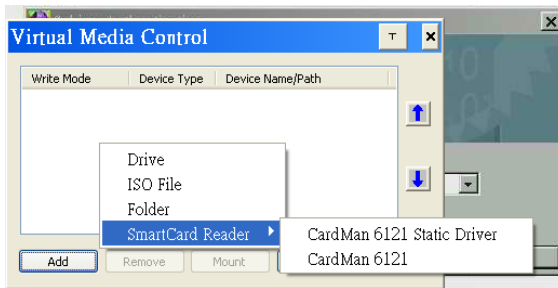 Virtual Media Control
T
Write Mode Device Type Device Name/Path
Drive
ISO File
Folder
SmartCard Reader
CardMan 6121 Static Driver
CardMan 6121
Add Remove Mount